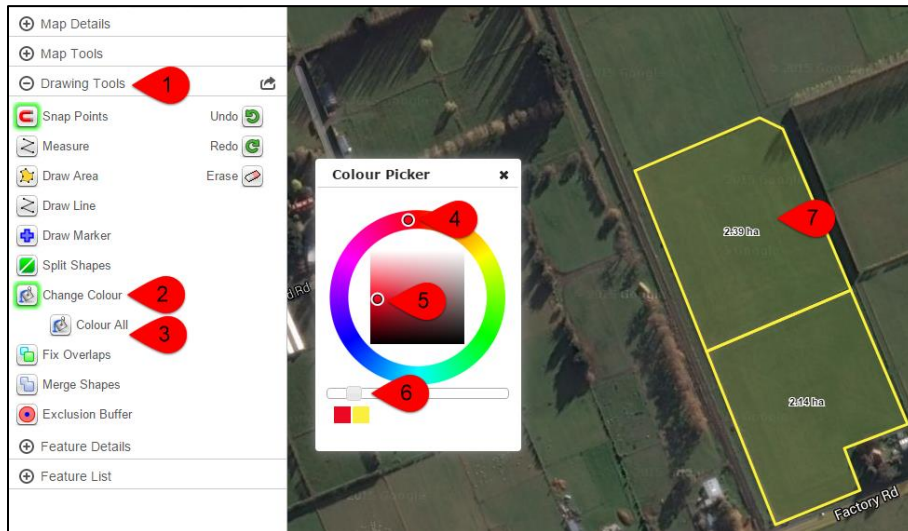 Map Details
Map Tools
Drawing Tools
1
Snap Points Undo
Measure Redo
Draw Area Erase
Draw Line
Draw Marker
Split Shapes
Change Colour 2
Colour All 3
Fix Overlaps
Merge Shapes
Exclusion Buffer
Feature Details
Feature List
Colour Picker
4
5
6
d Rd
7
2.39 ha
2.14 ha
Factory Rd